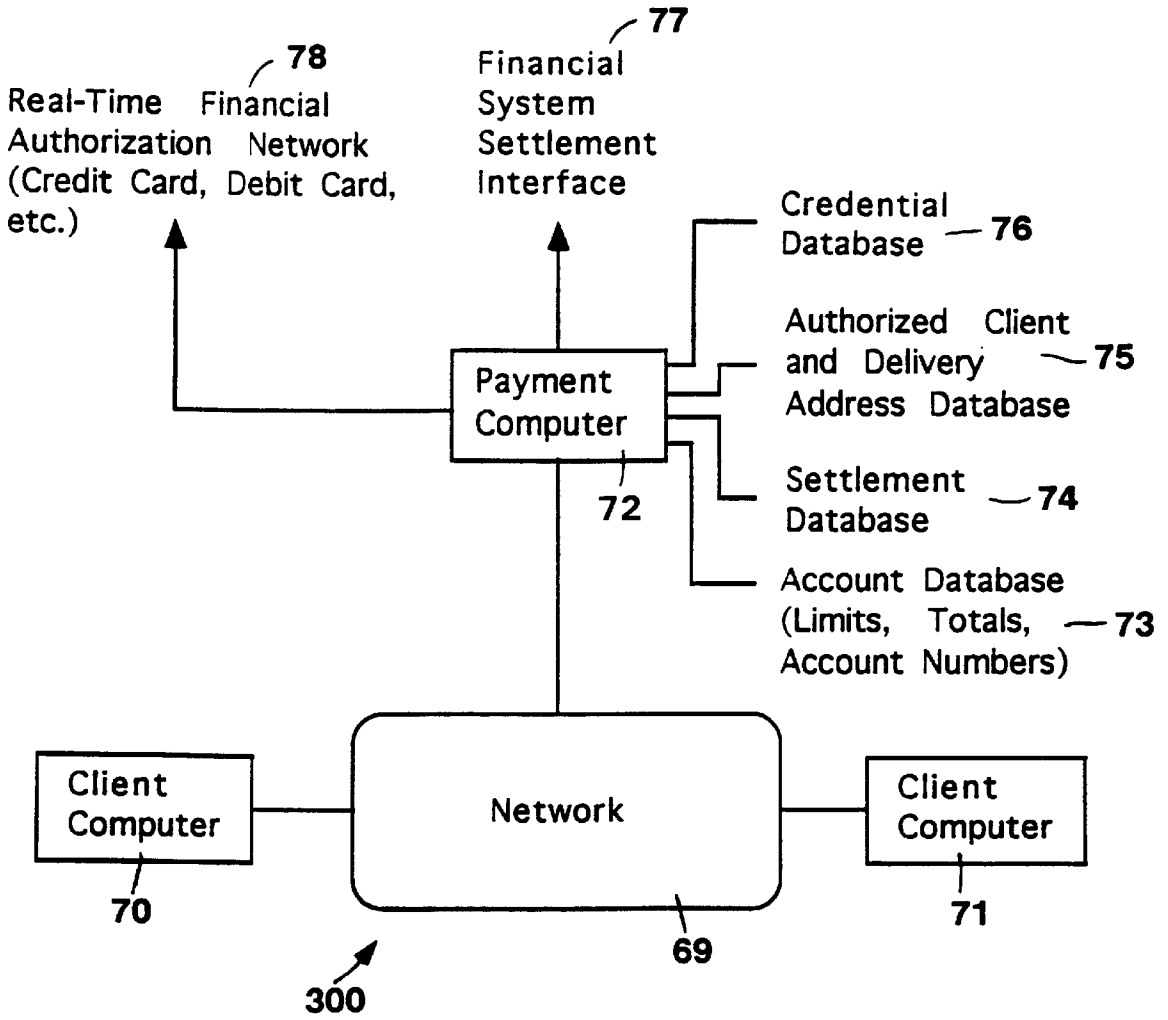 78
Real-Time Financial
Authorization Network
(Credit Card, Debit Card,
etc.)
77
Financial
System
Settlement
Interface
Credential
Database
76
Authorized Client
and Delivery
Address Database
75
Payment
Computer
72
Settlement
Database
74
Account Database
(Limits, Totals,
Account Numbers)
73
Client
Computer
70
Network
69
Client
Computer
71
300